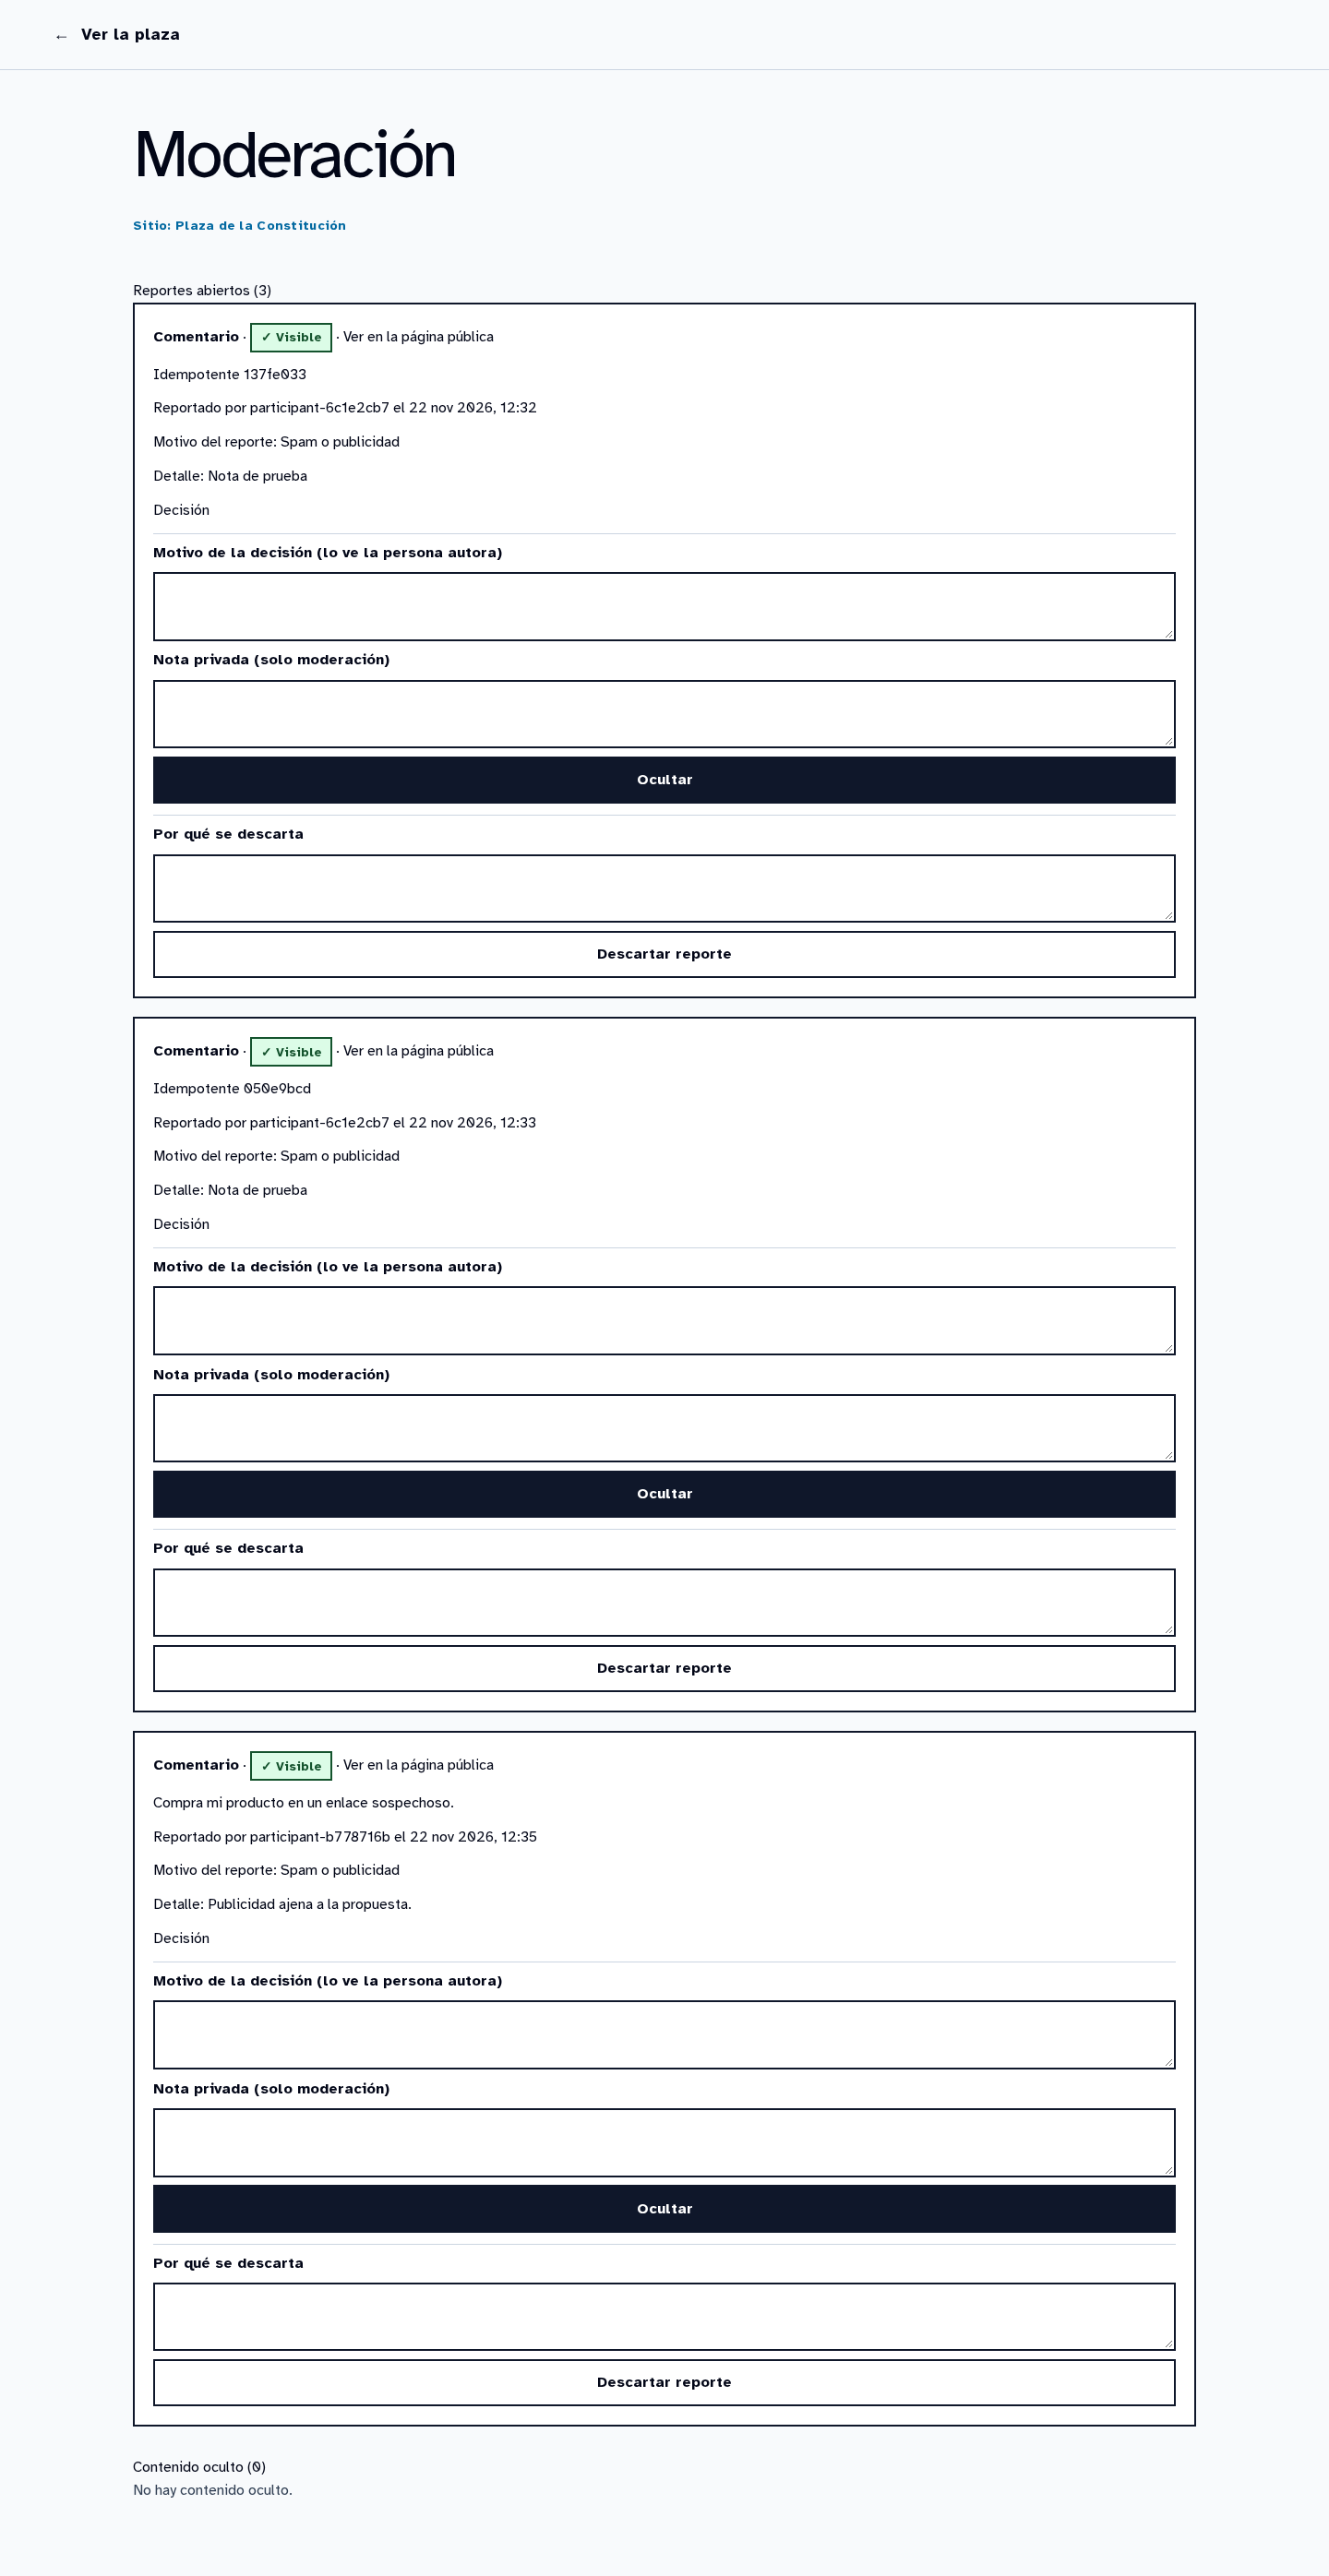 ← Ver la plaza
Moderación
Sitio: Plaza de la Constitución
Reportes abiertos (3)
Comentario · ✓ Visible · Ver en la página pública
Idempotente 137fe033
Reportado por participant-6c1e2cb7 el 22 nov 2026, 12:32
Motivo del reporte: Spam o publicidad
Detalle: Nota de prueba
Decisión
Motivo de la decisión (lo ve la persona autora)
Nota privada (solo moderación)
Ocultar
Por qué se descarta
Descartar reporte
Comentario · ✓ Visible · Ver en la página pública
Idempotente 050e9bcd
Reportado por participant-6c1e2cb7 el 22 nov 2026, 12:33
Motivo del reporte: Spam o publicidad
Detalle: Nota de prueba
Decisión
Motivo de la decisión (lo ve la persona autora)
Nota privada (solo moderación)
Ocultar
Por qué se descarta
Descartar reporte
Comentario · ✓ Visible · Ver en la página pública
Compra mi producto en un enlace sospechoso.
Reportado por participant-b778716b el 22 nov 2026, 12:35
Motivo del reporte: Spam o publicidad
Detalle: Publicidad ajena a la propuesta.
Decisión
Motivo de la decisión (lo ve la persona autora)
Nota privada (solo moderación)
Ocultar
Por qué se descarta
Descartar reporte
Contenido oculto (0)
No hay contenido oculto.